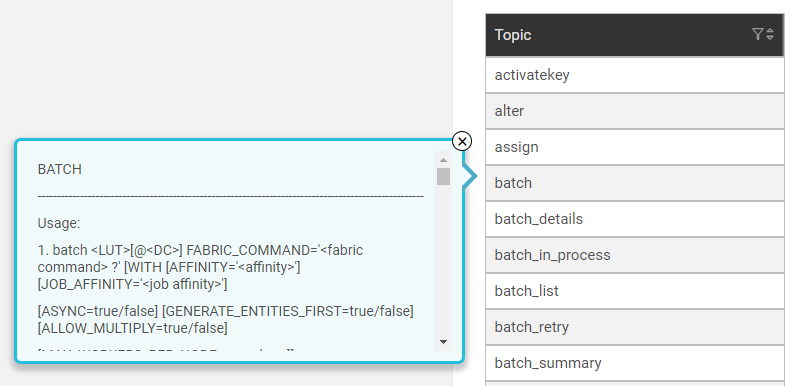 BATCH
Usage:
1. batch <LUT>[@<DC>] FABRIC_COMMAND='<fabric
command> ?' [WITH [AFFINITY='<affinity>']
[JOB_AFFINITY='<job affinity>']
[ASYNC=true/false] [GENERATE_ENTITIES_FIRST=true/false]
[ALLOW_MULTIPLY=true/false]
Topic
activatekey
alter
assign
batch
batch_details
batch_in_process
batch_list
batch_retry
batch_summary